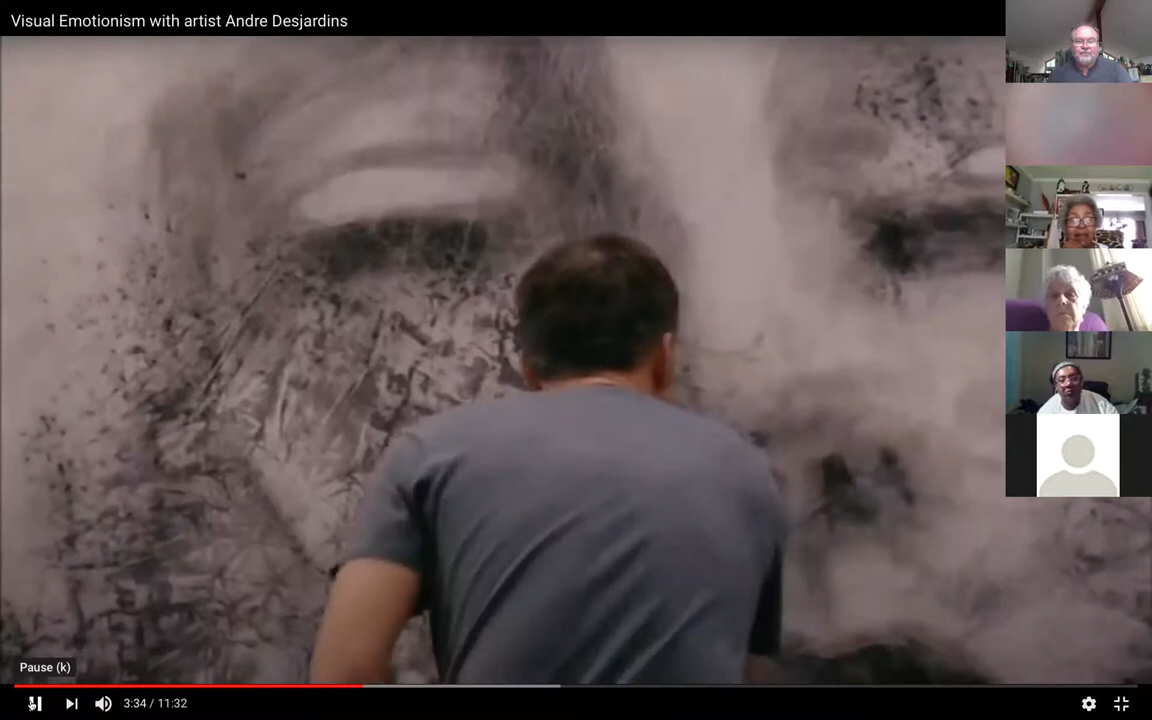 Visual Emotionism with artist Andre Desjardins
Pause (k)
3:34 / 11:32